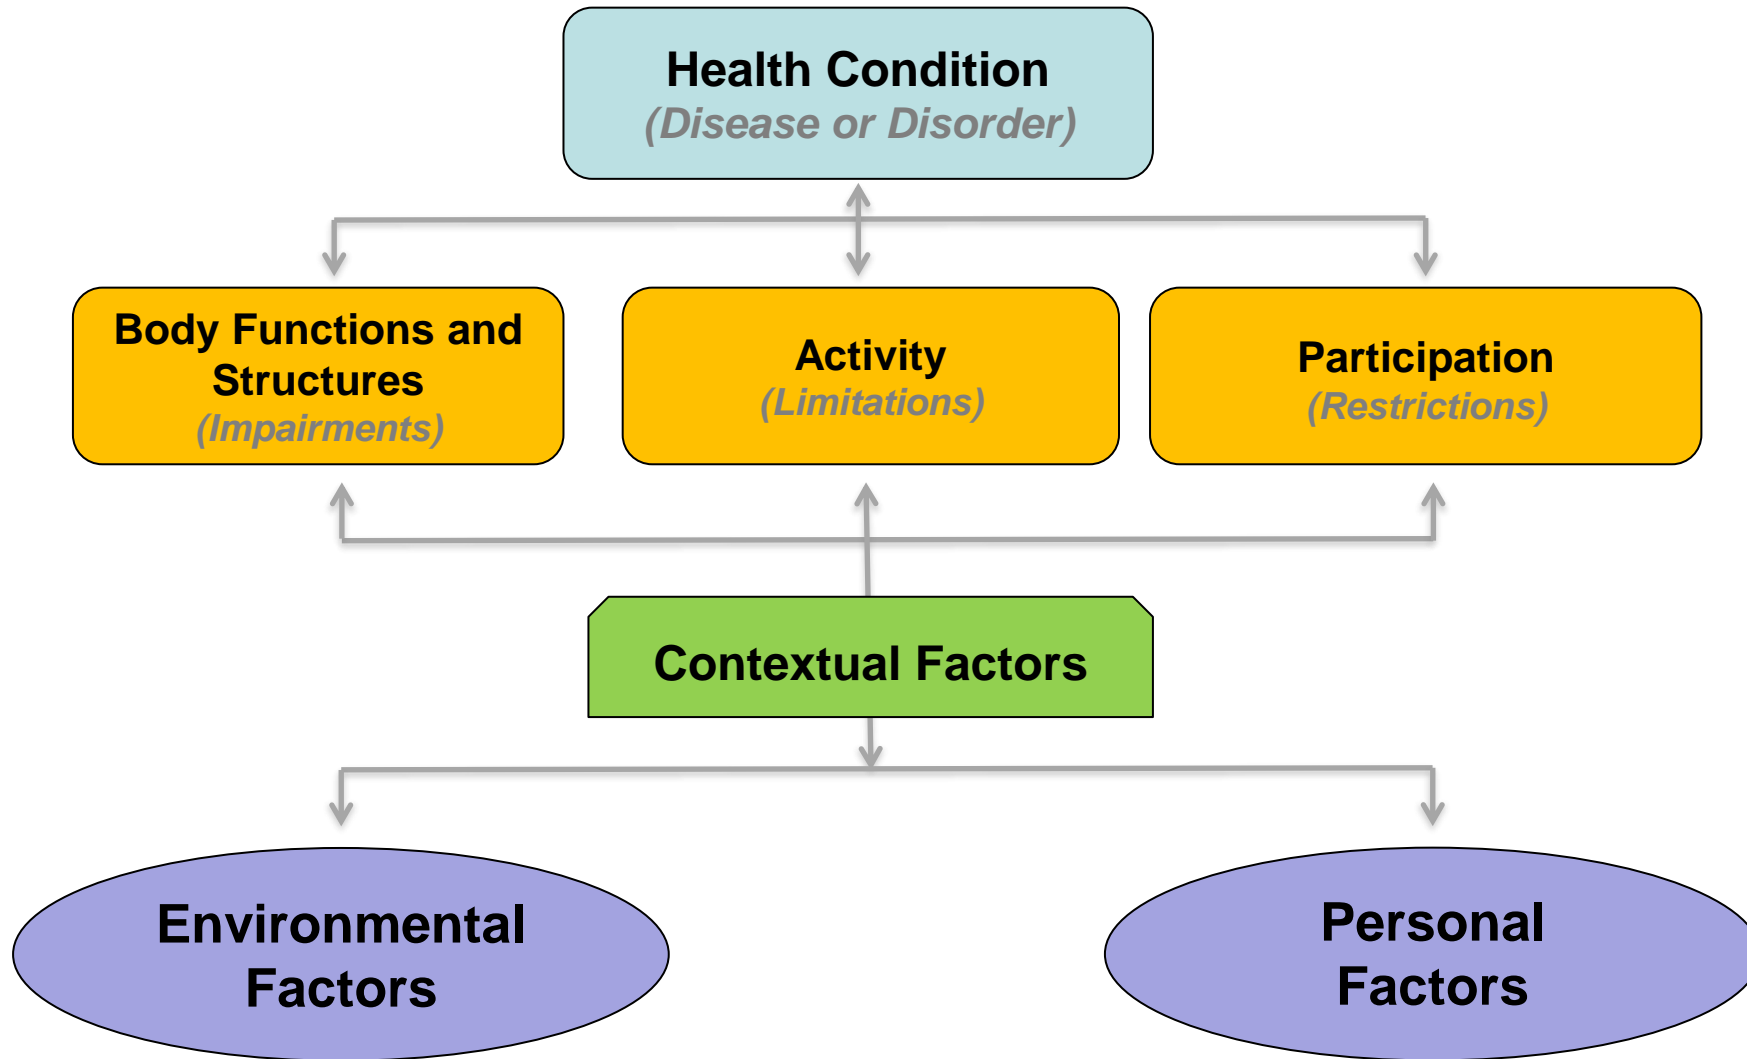 Health Condition
(Disease or Disorder)
Body Functions and
Structures
(Impairments)
Activity
(Limitations)
Participation
(Restrictions)
Contextual Factors
Environmental
Factors
Personal
Factors